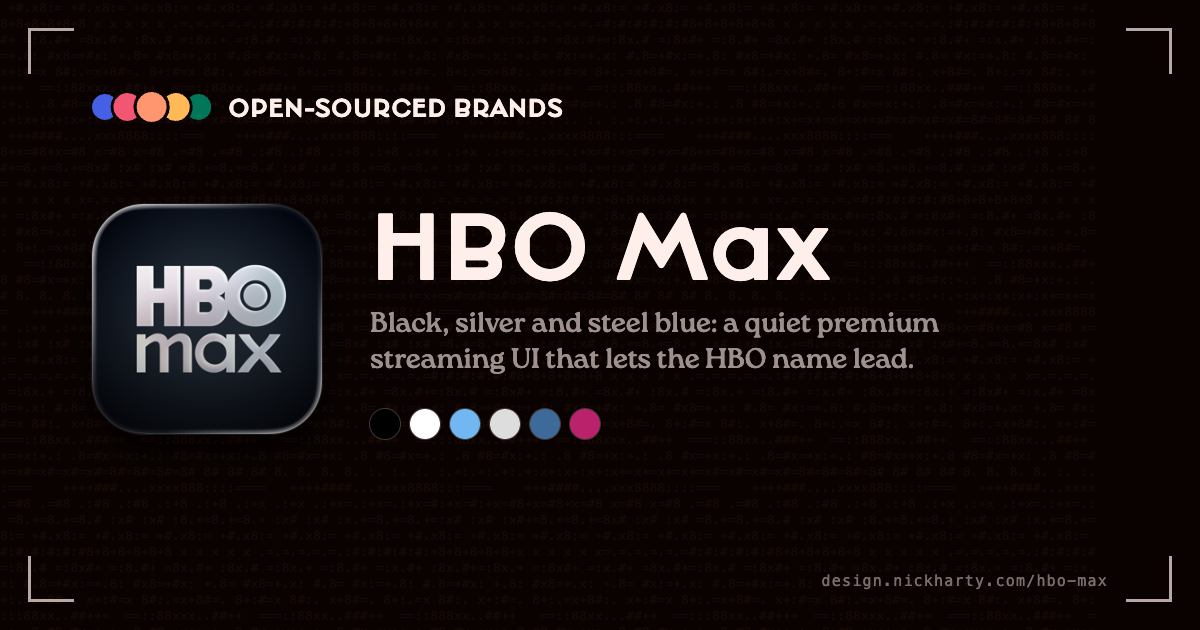 OPEN-SOURCED BRANDS
HBO
max
HBO Max
Black, silver and steel blue: a quiet premium
streaming UI that lets the HBO name lead.
design.nickharty.com/hbo-max